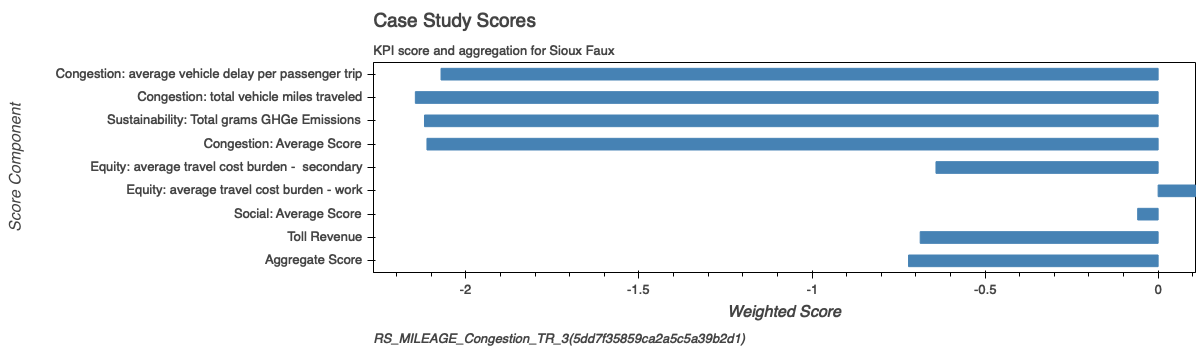 Case Study Scores
KPI score and aggregation for Sioux Faux
Score Component
Congestion: average vehicle delay per passenger trip
Congestion: total vehicle miles traveled
Sustainability: Total grams GHGe Emissions
Congestion: Average Score
Equity: average travel cost burden -  secondary
Equity: average travel cost burden - work
Social: Average Score
Toll Revenue
Aggregate Score
-2 -1.5 -1 -0.5 0
Weighted Score
RS_MILEAGE_Congestion_TR_3(5dd7f35859ca2a5c5a39b2d1)